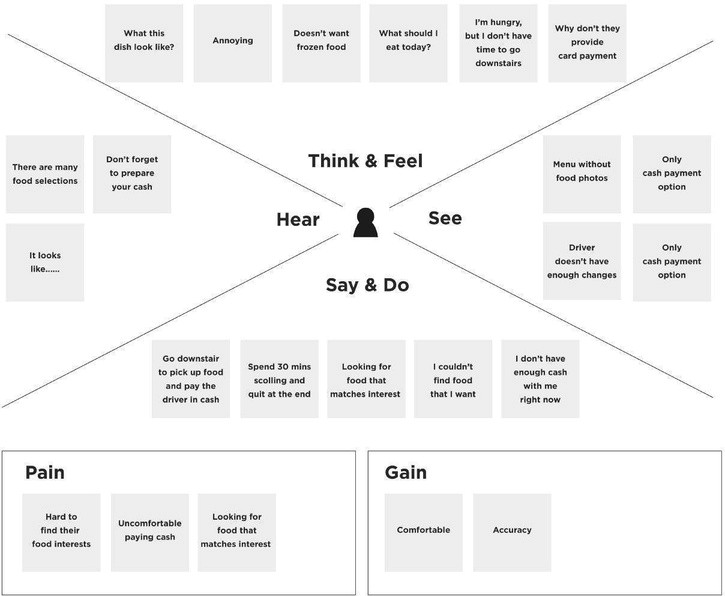 What this
dish look like?
Annoying
Doesn't want
frozen food
What should I
eat today?
I'm hungry,
but I don't have
time to go
downstairs
Why don't they
provide
card payment
Think & Feel
There are many
food selections
Don't forget
to prepare
your cash
It looks
like......
Hear
See
Menu without
food photos
Only
cash payment
option
Driver
doesn't have
enough changes
Only
cash payment
option
Say & Do
Go downstair
to pick up food
and pay the
driver in cash
Spend 30 mins
scolling and
quit at the end
Looking for
food that
matches interest
I couldn't
find food
that I want
I don't have
enough cash
with me
right now
Pain
Hard to
find their
food interests
Uncomfortable
paying cash
Looking for
food that
matches interest
Gain
Comfortable
Accuracy